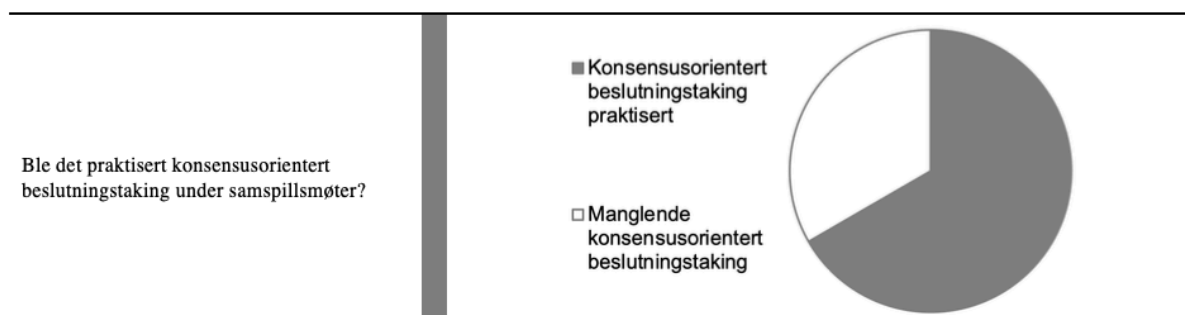 Ble det praktisert konsensusorientert
beslutningstaking under samspillsmøter?
Konsensusorientert
beslutningstaking
praktisert
Manglende
konsensusorientert
beslutningstaking